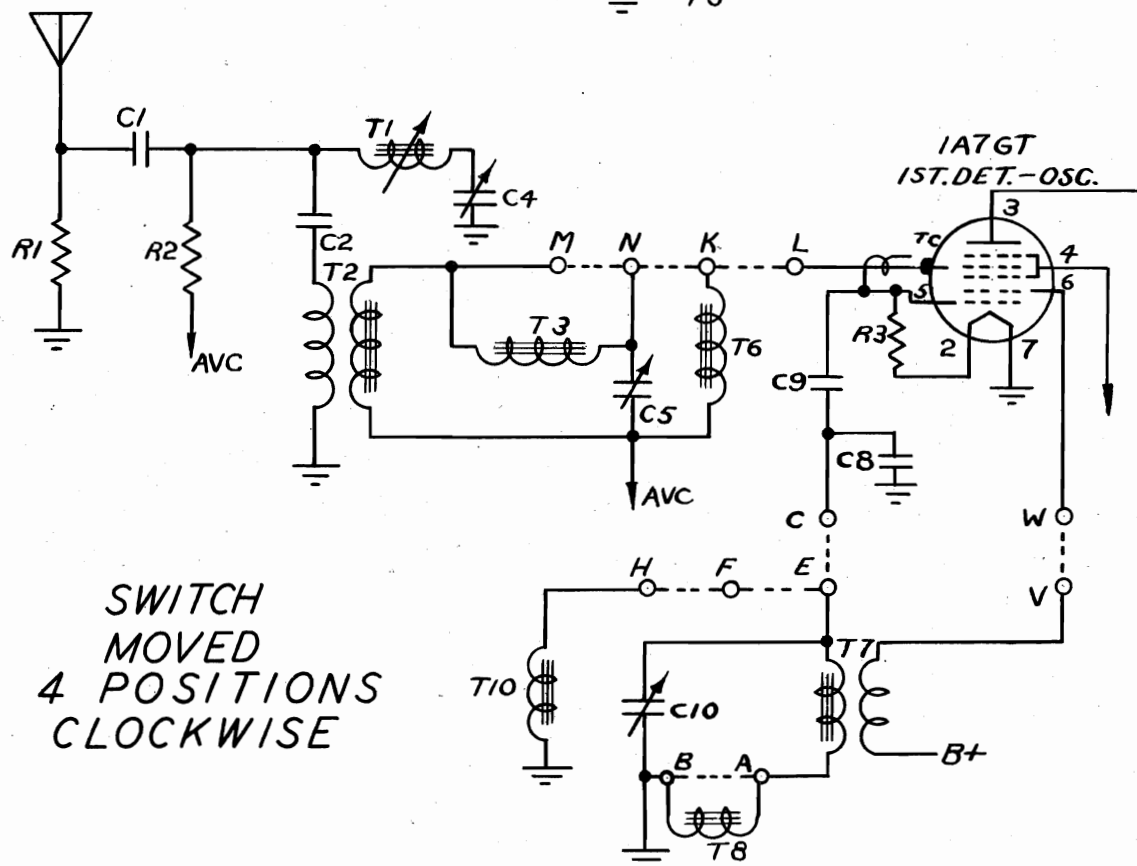 C1
T1
C4
1A7GT
1ST. DET.-OSC.
3
R1
R2
C2
T2
M
N
K
L
TC
4
6
5
AVC
T3
C5
T6
R3
2
7
C9
C8
AVC
C
W
H
F
E
V
SWITCH
MOVED
4 POSITIONS
CLOCKWISE
T10
C10
T7
B+
B
A
T8